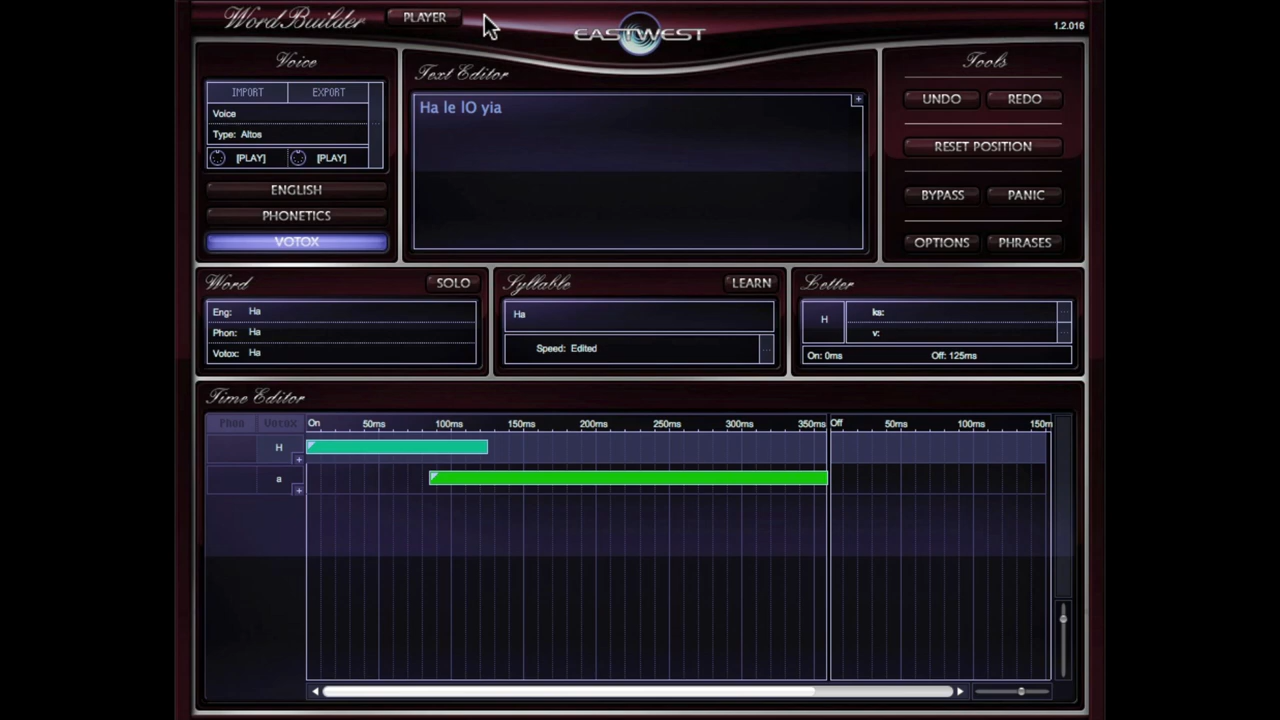 WordBuilder
PLAYER
EASTWEST
1.2.016
Voice
IMPORT EXPORT
Voice
Type: Altos
[PLAY] [PLAY]
ENGLISH
PHONETICS
VOTOX
Text Editor
Ha le lO yia
Tools
UNDO REDO
RESET POSITION
BYPASS PANIC
OPTIONS PHRASES
Word SOLO
Eng: Ha
Phon: Ha
Votox: Ha
Syllable LEARN
Ha
Speed: Edited
Letter
H
ks:
v:
On: 0ms Off: 125ms
Time Editor
Phon Votox On 50ms 100ms 150ms 200ms 250ms 300ms 350ms Off 50ms 100ms 150m
H
a